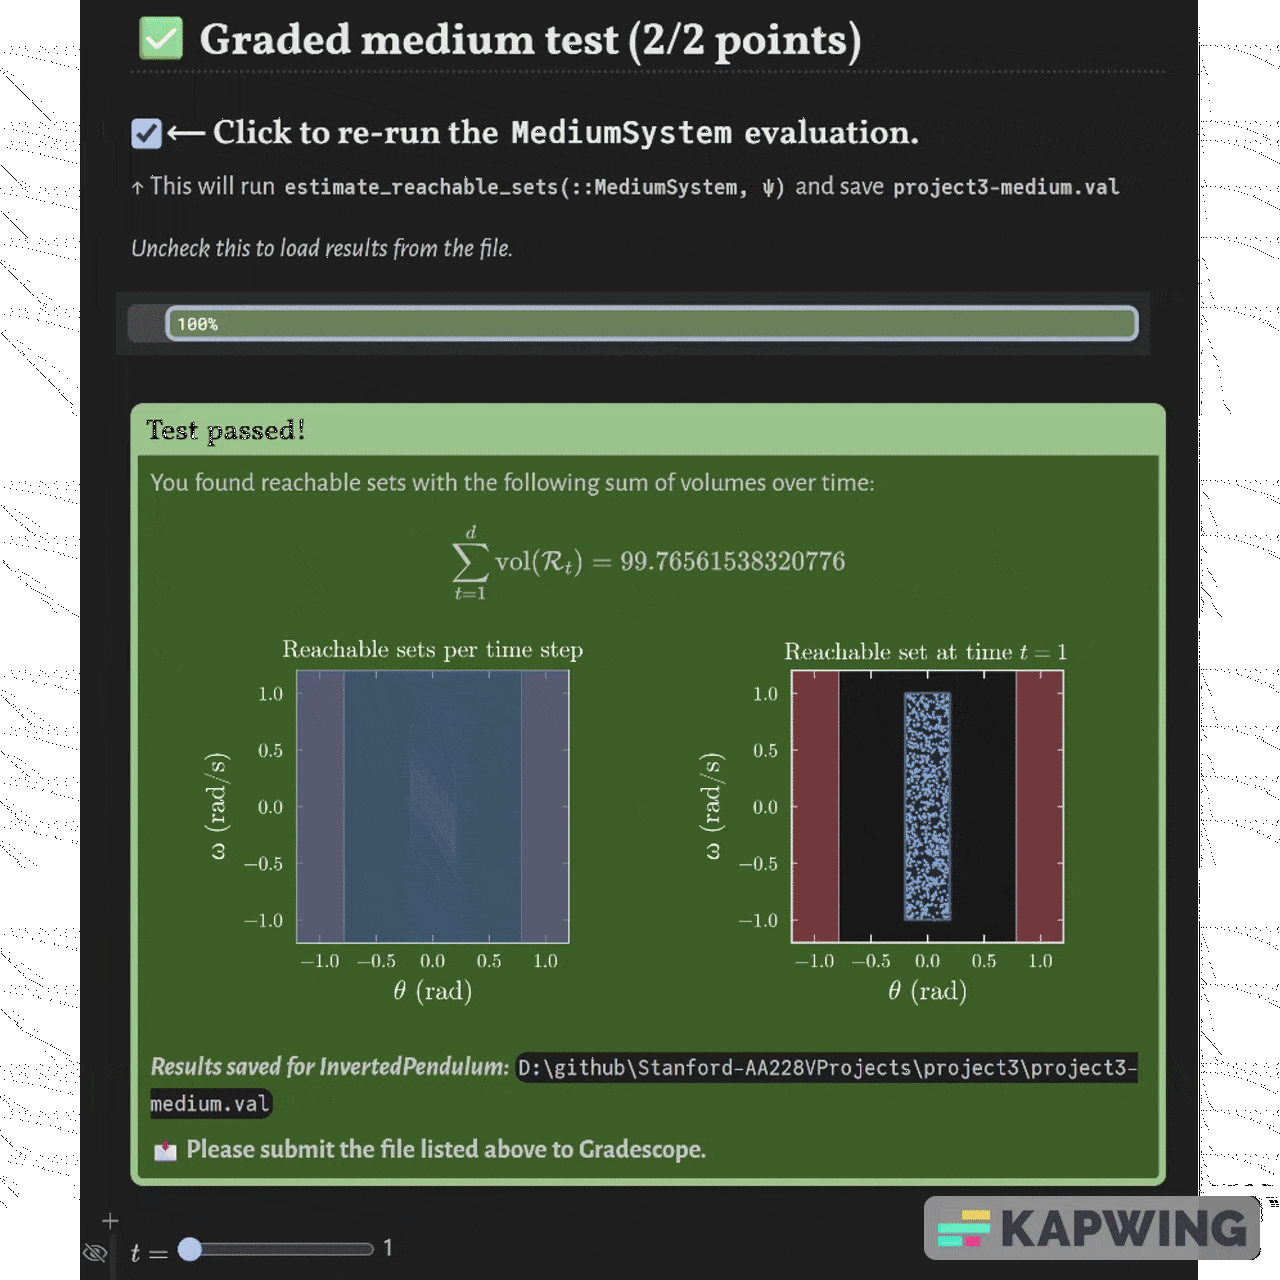 ✅ Graded medium test (2/2 points)
← Click to re-run the MediumSystem evaluation.
↑ This will run estimate_reachable_sets(::MediumSystem, ψ) and save project3-medium.val
Uncheck this to load results from the file.
100%
Test passed!
You found reachable sets with the following sum of volumes over time:
d
∑ vol(ℛₜ) = 99.76561538320776
t=1
Reachable sets per time step
1.0
0.5
0.0
−0.5
−1.0
ω (rad/s)
−1.0 −0.5 0.0 0.5 1.0
θ (rad)
Reachable set at time t = 1
1.0
0.5
0.0
−0.5
−1.0
ω (rad/s)
−1.0 −0.5 0.0 0.5 1.0
θ (rad)
Results saved for InvertedPendulum: D:\github\Stanford-AA228VProjects\project3\project3-
medium.val
📩 Please submit the file listed above to Gradescope.
t = 1
KAPWING